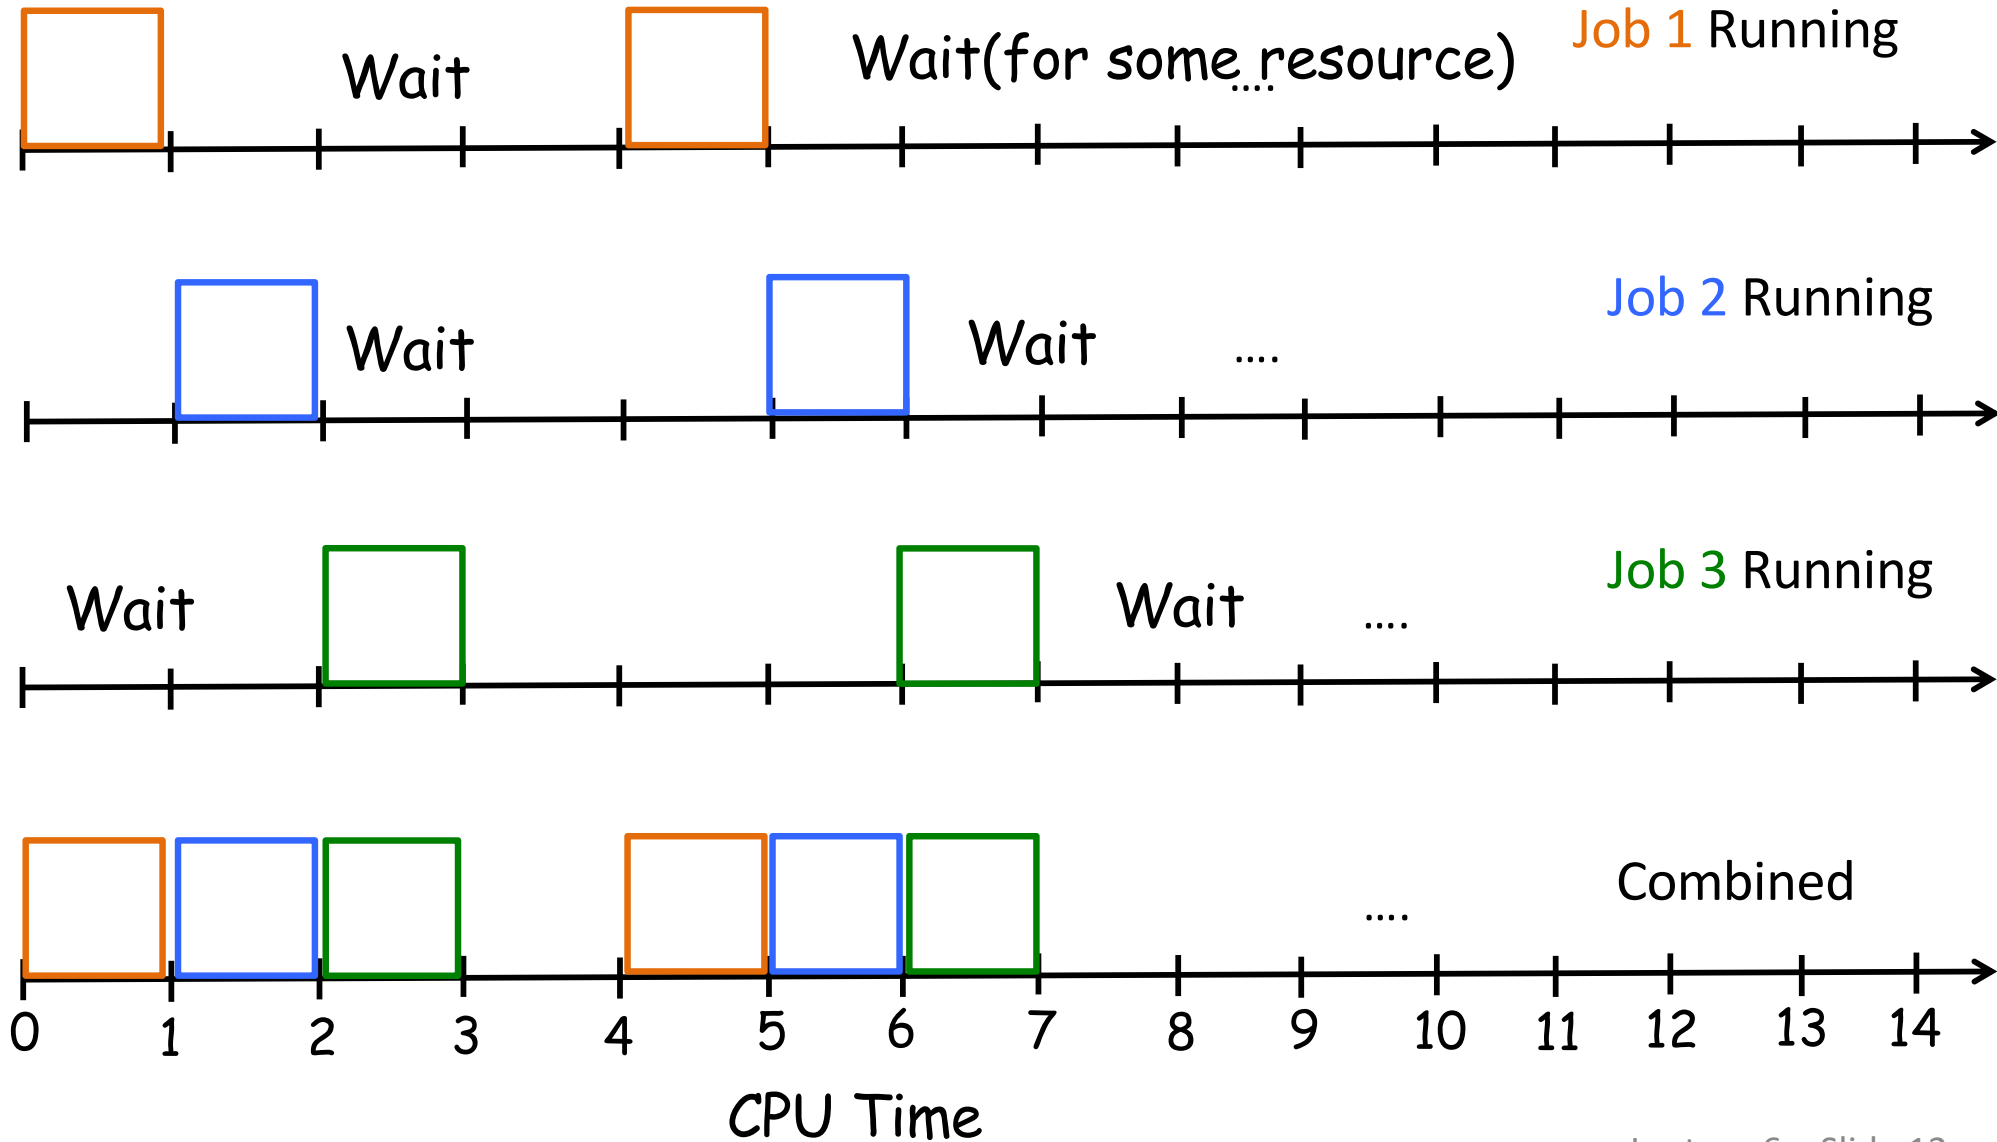 Job 1 Running
Wait
Wait(for some resource)
....
Job 2 Running
Wait
Wait
....
Job 3 Running
Wait
Wait
....
Combined
....
0 1 2 3 4 5 6 7 8 9 10 11 12 13 14
CPU Time